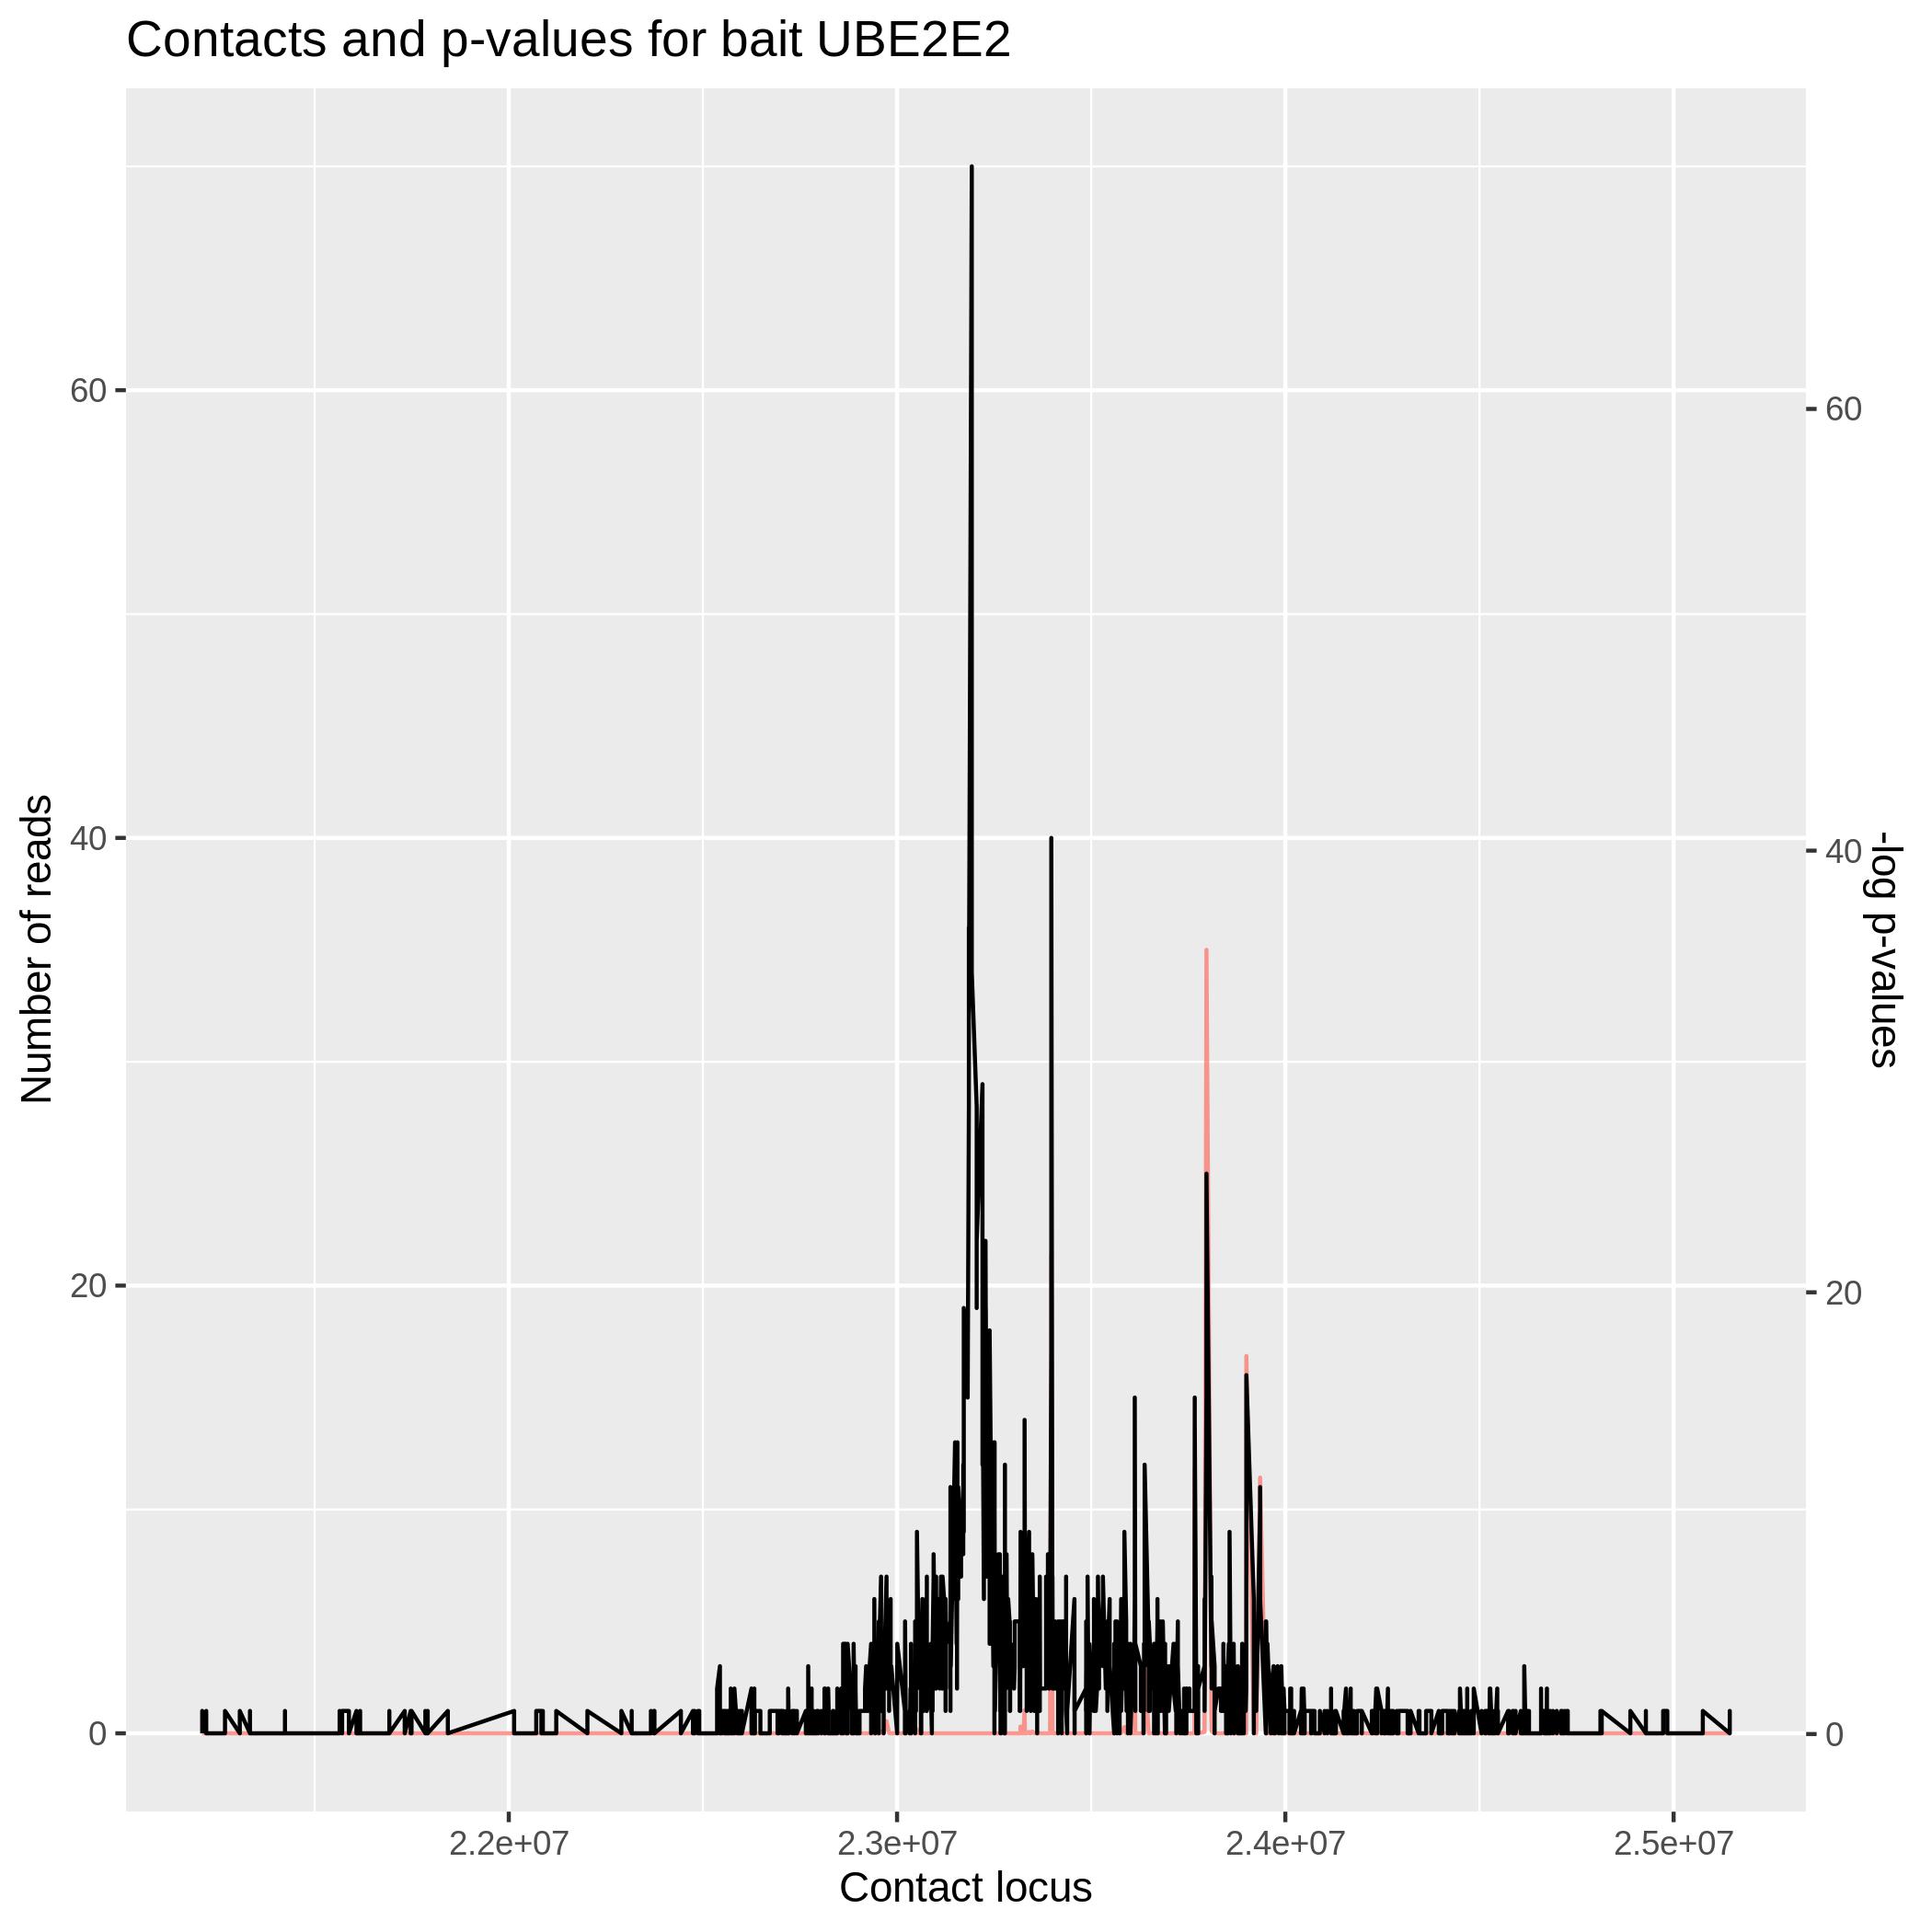 Contacts and p-values for bait UBE2E2
60
40
20
0
Number of reads
60
40
20
0
-log p-values
2.2e+07
2.3e+07
2.4e+07
2.5e+07
Contact locus